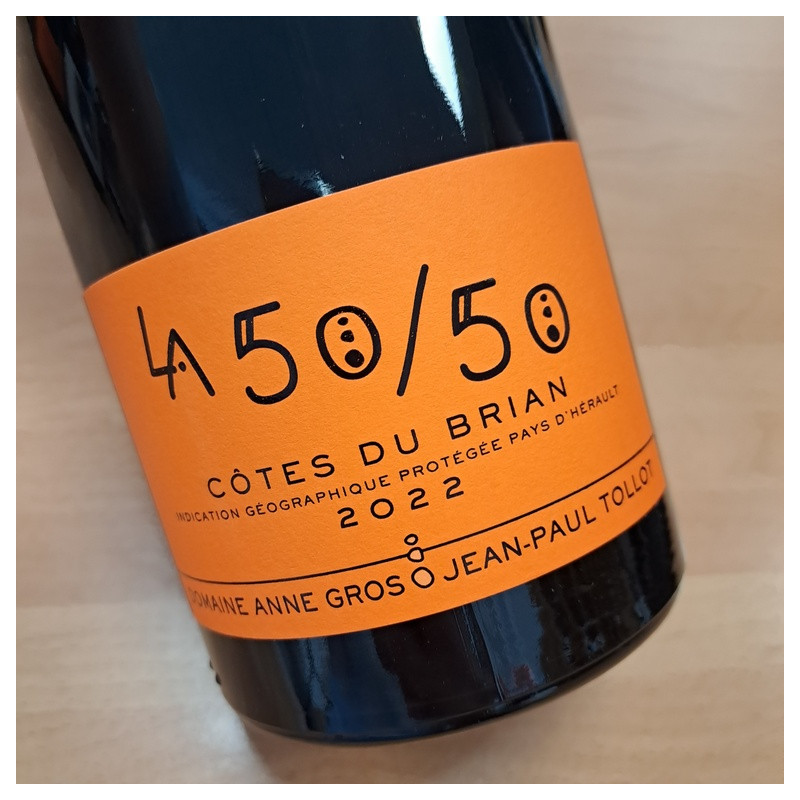 LA 50/50
CÔTES DU BRIAN
INDICATION GÉOGRAPHIQUE PROTÉGÉE PAYS D'HÉRAULT
2022
DOMAINE ANNE GROS & JEAN-PAUL TOLLOT